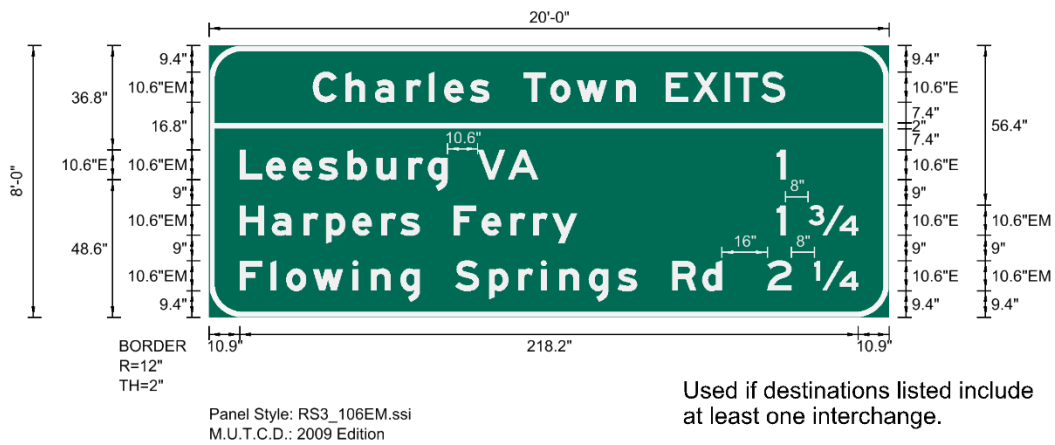 20'-0"
8'-0"
36.8"
10.6"E
48.6"
9.4"
10.6"EM
16.8"
10.6"EM
9"
10.6"EM
9"
10.6"EM
9.4"
Charles Town EXITS
10.6"
Leesburg VA 1
8"
Harpers Ferry 1 3/4
16" 8"
Flowing Springs Rd 2 1/4
9.4"
10.6"E
7.4"
2"
7.4"
10.6"E
9"
10.6"E
9"
10.6"E
9.4"
56.4"
10.6"EM
9"
10.6"EM
9.4"
10.9" 218.2" 10.9"
BORDER
R=12"
TH=2"
Panel Style: RS3_106EM.ssi
M.U.T.C.D.: 2009 Edition
Used if destinations listed include
at least one interchange.